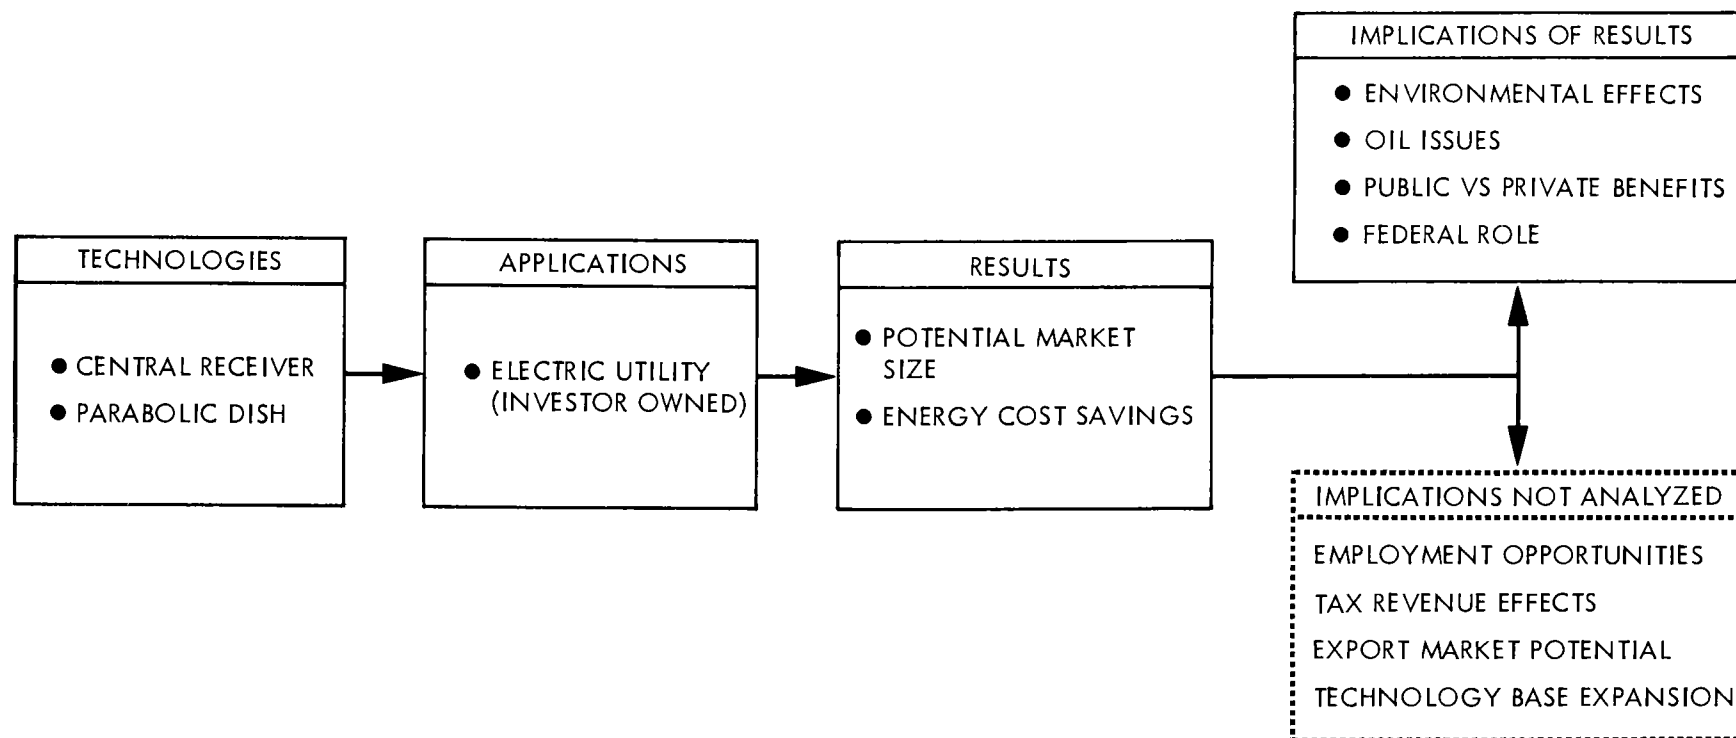 TECHNOLOGIES
● CENTRAL RECEIVER
● PARABOLIC DISH
APPLICATIONS
● ELECTRIC UTILITY
(INVESTOR OWNED)
RESULTS
● POTENTIAL MARKET
SIZE
● ENERGY COST SAVINGS
IMPLICATIONS OF RESULTS
● ENVIRONMENTAL EFFECTS
● OIL ISSUES
● PUBLIC VS PRIVATE BENEFITS
● FEDERAL ROLE
IMPLICATIONS NOT ANALYZED
EMPLOYMENT OPPORTUNITIES
TAX REVENUE EFFECTS
EXPORT MARKET POTENTIAL
TECHNOLOGY BASE EXPANSION